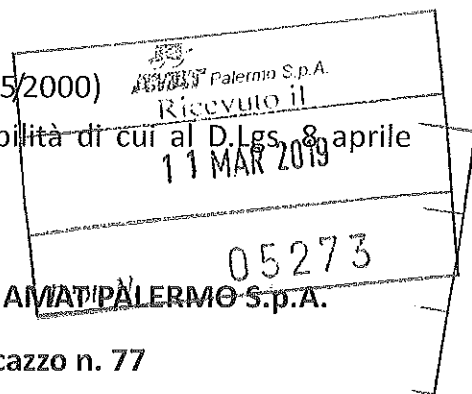 5/2000)
AMAT Palermo S.p.A.
Ricevuto il
bilità di cui al D.Lgs. 8 aprile
11 MAR 2019
05273
AMAT PALERMO S.p.A.
cazzo n. 77